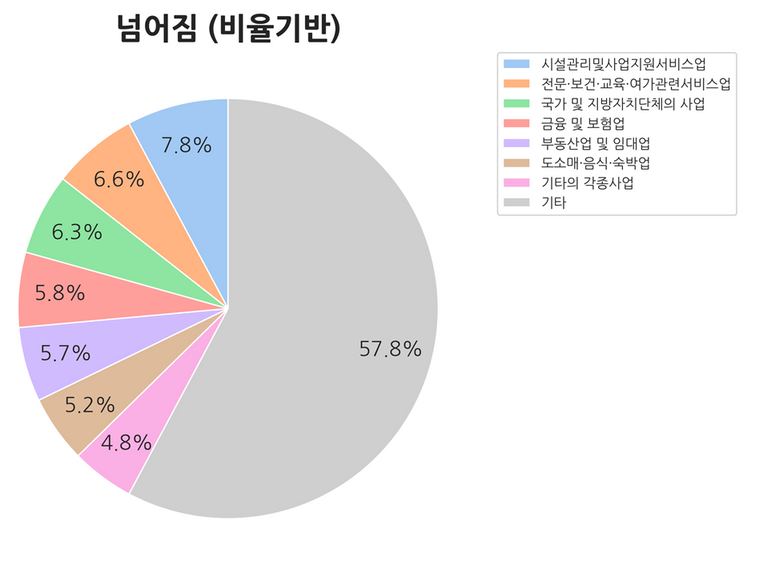 넘어짐 (비율기반)
시설관리및사업지원서비스업
전문·보건·교육·여가관련서비스업
국가 및 지방자치단체의 사업
금융 및 보험업
부동산업 및 임대업
도소매·음식·숙박업
기타의 각종사업
기타
7.8%
6.6%
6.3%
5.8%
5.7%
5.2%
4.8%
57.8%